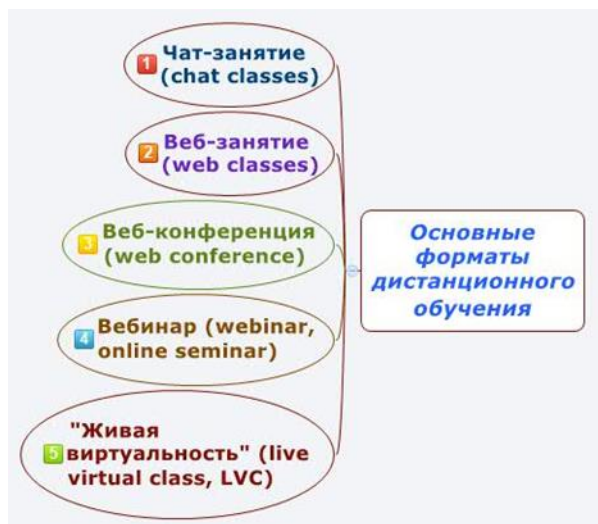 1 Чат-занятие
(chat classes)
2 Веб-занятие
(web classes)
3 Веб-конференция
(web conference)
4 Вебинар (webinar,
online seminar)
"Живая
5 виртуальность" (live
virtual class, LVC)
Основные
форматы
дистанционного
обучения